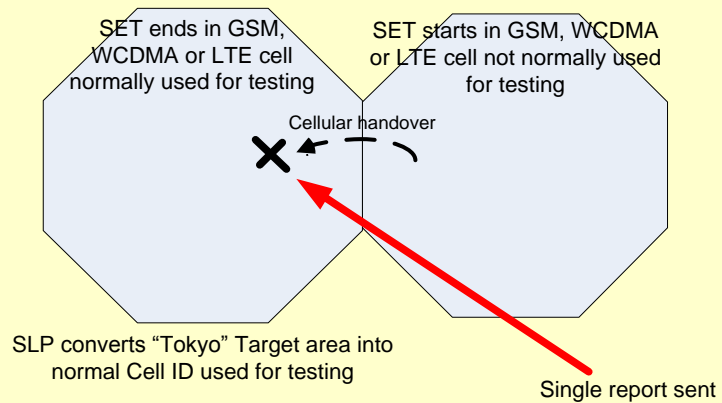 SET ends in GSM,
WCDMA or LTE cell
normally used for testing
SET starts in GSM, WCDMA
or LTE cell not normally used
for testing
Cellular handover
SLP converts “Tokyo” Target area into
normal Cell ID used for testing
Single report sent